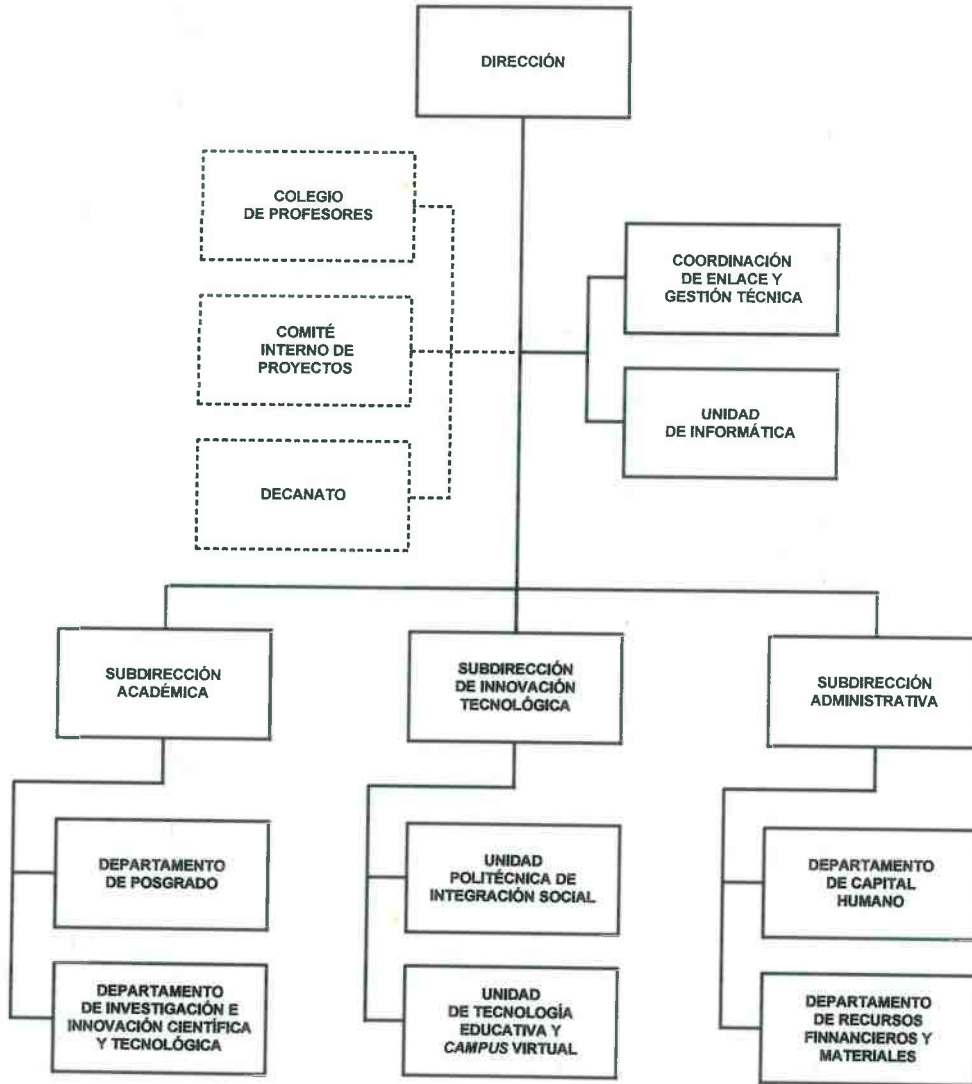 DIRECCIÓN
COLEGIO
DE PROFESORES
COORDINACIÓN
DE ENLACE Y
GESTIÓN TÉCNICA
COMITÉ
INTERNO DE
PROYECTOS
UNIDAD
DE INFORMÁTICA
DECANATO
SUBDIRECCIÓN
ACADÉMICA
SUBDIRECCIÓN
DE INNOVACIÓN
TECNOLÓGICA
SUBDIRECCIÓN
ADMINISTRATIVA
DEPARTAMENTO
DE POSGRADO
UNIDAD
POLITÉCNICA DE
INTEGRACIÓN SOCIAL
DEPARTAMENTO
DE CAPITAL
HUMANO
DEPARTAMENTO
DE INVESTIGACIÓN E
INNOVACIÓN CIENTÍFICA
Y TECNOLÓGICA
UNIDAD
DE TECNOLOGÍA
EDUCATIVA Y
CAMPUS VIRTUAL
DEPARTAMENTO
DE RECURSOS
FINNANCIEROS Y
MATERIALES